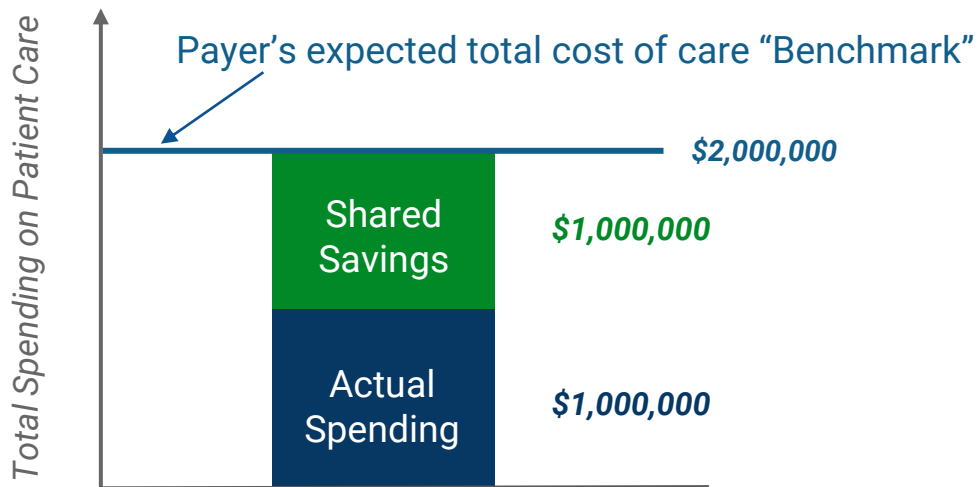 Total Spending on Patient Care
Payer’s expected total cost of care “Benchmark”
$2,000,000
Shared
Savings
$1,000,000
Actual
Spending
$1,000,000